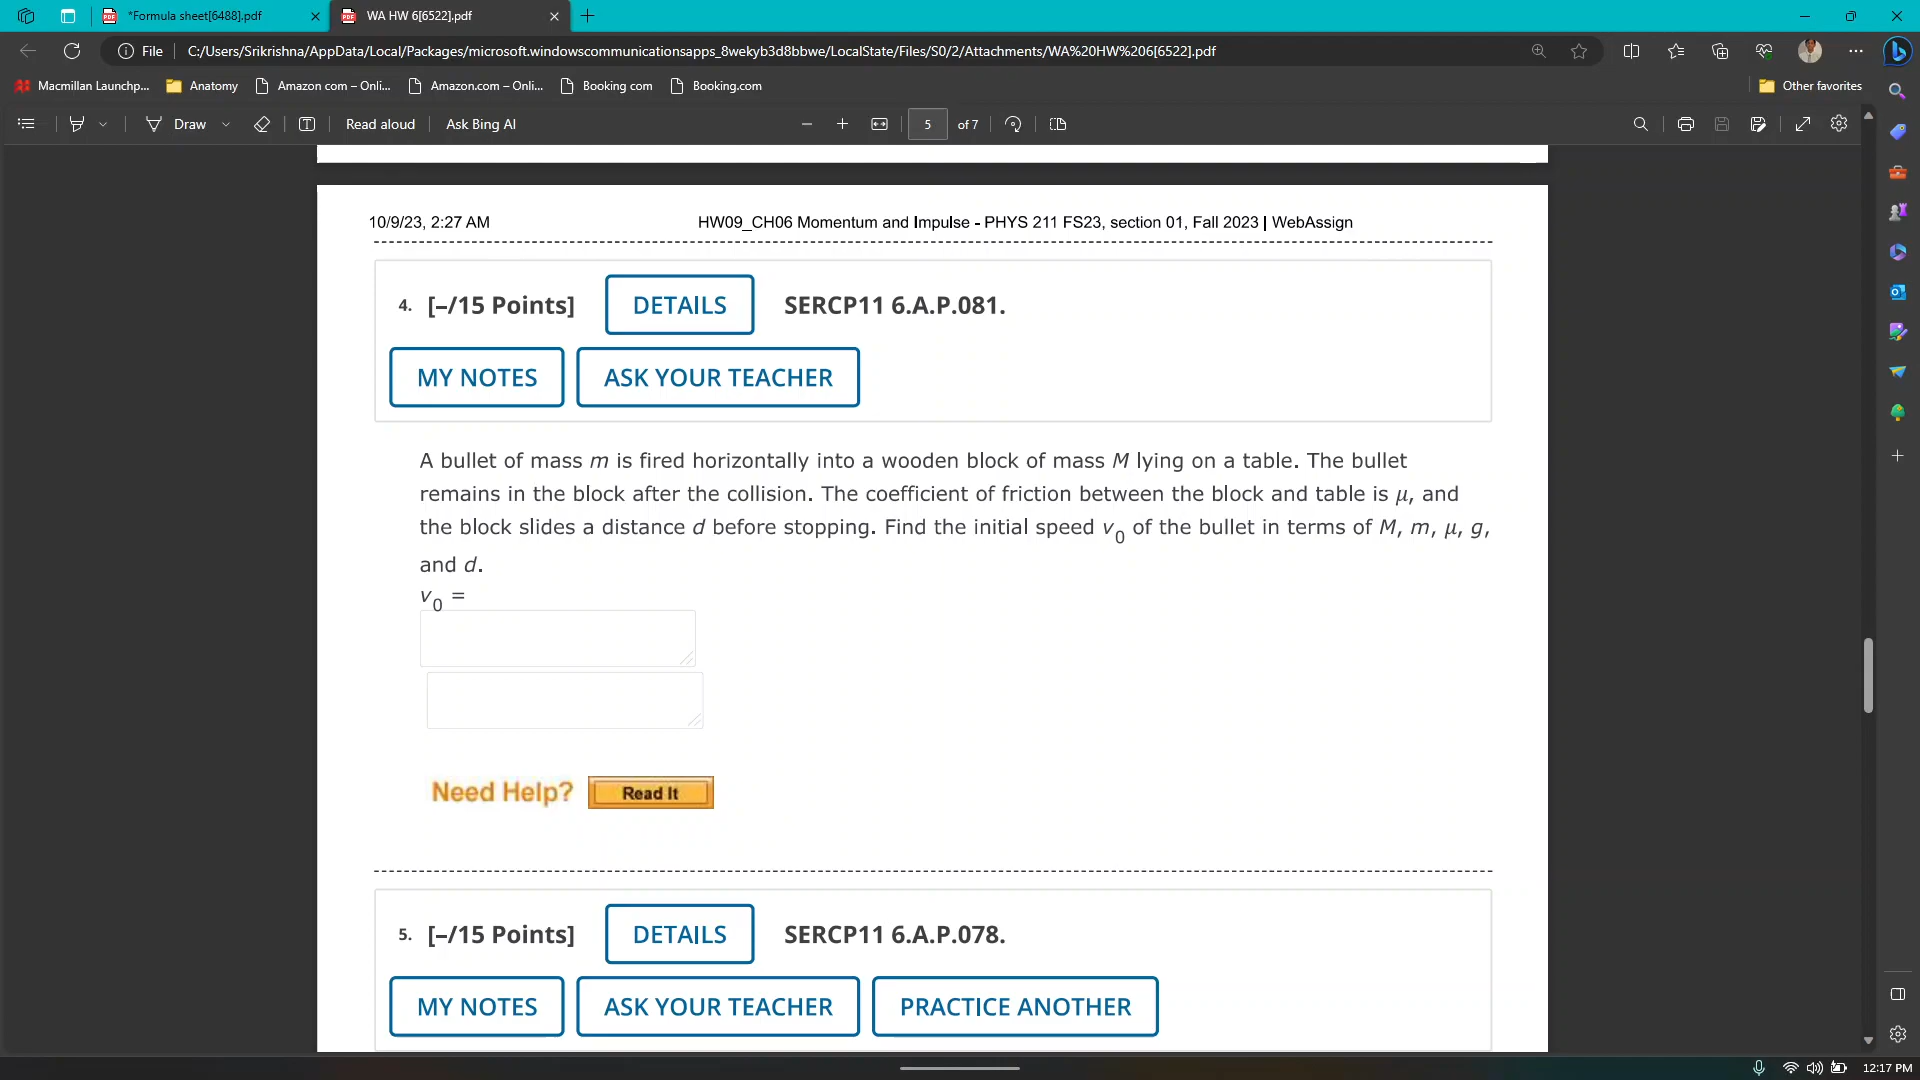 *Formula sheet[6488].pdf
WA HW 6[6522].pdf
File
C:/Users/Srikrishna/AppData/Local/Packages/microsoft.windowscommunicationsapps_8wekyb3d8bbwe/LocalState/Files/S0/2/Attachments/WA%20HW%206[6522].pdf
Macmillan Launchp...
Anatomy
Amazon com – Onli...
Amazon.com – Onli...
Booking com
Booking.com
Other favorites
Draw
Read aloud
Ask Bing AI
5 of 7
10/9/23, 2:27 AM
HW09_CH06 Momentum and Impulse - PHYS 211 FS23, section 01, Fall 2023 | WebAssign
4. [–/15 Points] DETAILS SERCP11 6.A.P.081.
MY NOTES ASK YOUR TEACHER
A bullet of mass m is fired horizontally into a wooden block of mass M lying on a table. The bullet
remains in the block after the collision. The coefficient of friction between the block and table is μ, and
the block slides a distance d before stopping. Find the initial speed v0 of the bullet in terms of M, m, μ, g,
and d.
v0 =
Need Help? Read It
5. [–/15 Points] DETAILS SERCP11 6.A.P.078.
MY NOTES ASK YOUR TEACHER PRACTICE ANOTHER
12:17 PM